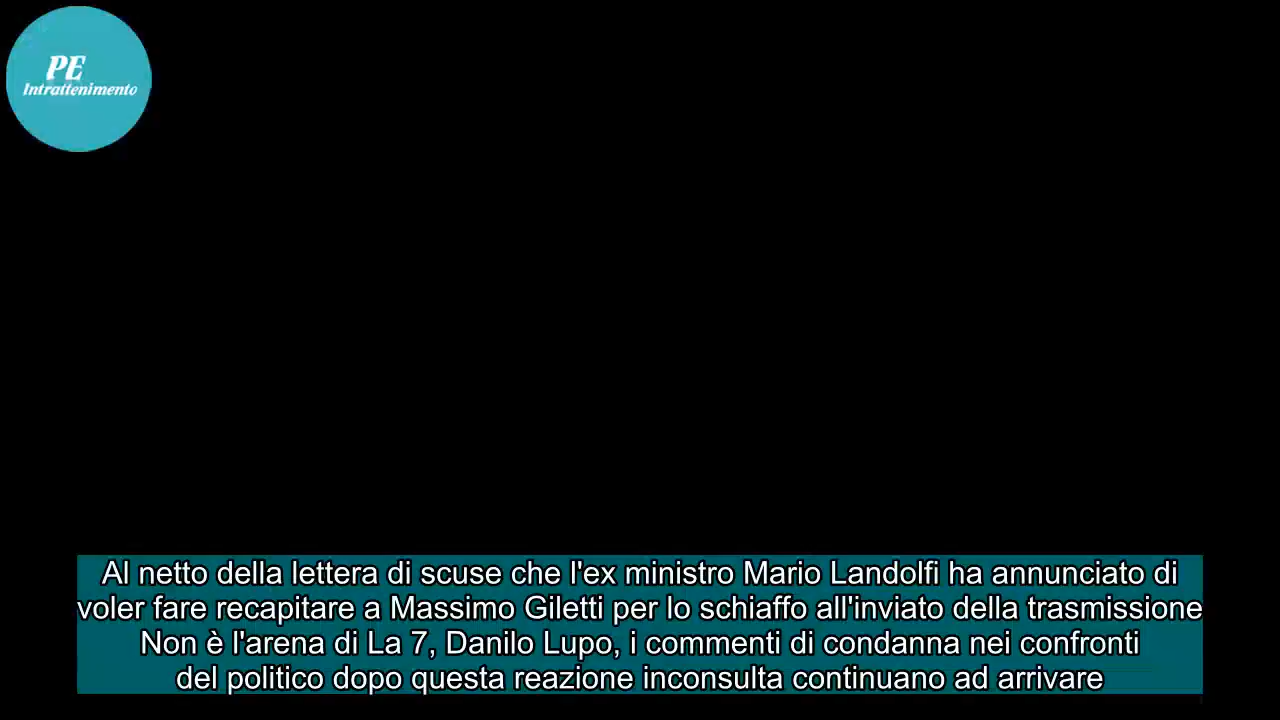 PE
Intrattenimento
Al netto della lettera di scuse che l'ex ministro Mario Landolfi ha annunciato di
voler fare recapitare a Massimo Giletti per lo schiaffo all'inviato della trasmissione
Non è l'arena di La 7, Danilo Lupo, i commenti di condanna nei confronti
del politico dopo questa reazione inconsulta continuano ad arrivare